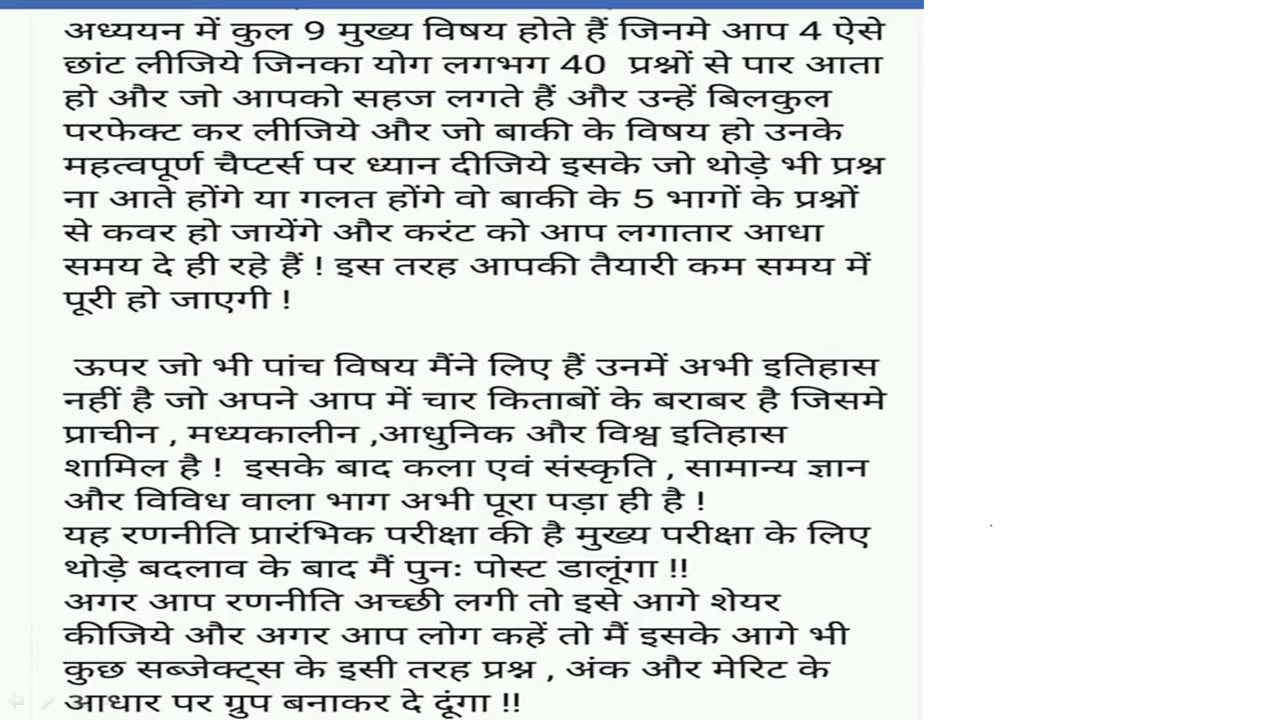 अध्ययन में कुल 9 मुख्य विषय होते हैं जिनमे आप 4 ऐसे
छांट लीजिये जिनका योग लगभग 40 प्रश्नों से पार आता
हो और जो आपको सहज लगते हैं और उन्हें बिलकुल
परफेक्ट कर लीजिये और जो बाकी के विषय हो उनके
महत्वपूर्ण चैप्टर्स पर ध्यान दीजिये इसके जो थोड़े भी प्रश्न
ना आते होंगे या गलत होंगे वो बाकी के 5 भागों के प्रश्नों
से कवर हो जायेंगे और करंट को आप लगातार आधा
समय दे ही रहे हैं ! इस तरह आपकी तैयारी कम समय में
पूरी हो जाएगी !
ऊपर जो भी पांच विषय मैंने लिए हैं उनमें अभी इतिहास
नहीं है जो अपने आप में चार किताबों के बराबर है जिसमे
प्राचीन , मध्यकालीन ,आधुनिक और विश्व इतिहास
शामिल है ! इसके बाद कला एवं संस्कृति , सामान्य ज्ञान
और विविध वाला भाग अभी पूरा पड़ा ही है !
यह रणनीति प्रारंभिक परीक्षा की है मुख्य परीक्षा के लिए
थोड़े बदलाव के बाद मैं पुनः पोस्ट डालूंगा !!
अगर आप रणनीति अच्छी लगी तो इसे आगे शेयर
कीजिये और अगर आप लोग कहें तो मैं इसके आगे भी
कुछ सब्जेक्ट्स के इसी तरह प्रश्न , अंक और मेरिट के
आधार पर ग्रुप बनाकर दे दूंगा !!